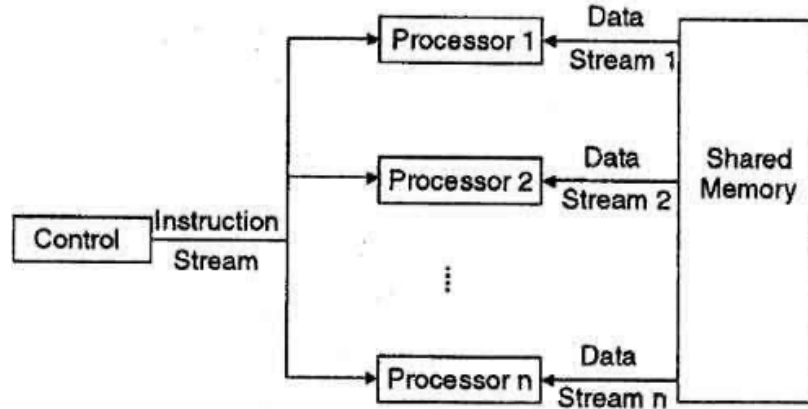 Processor 1
Data
Stream 1
Processor 2
Data
Stream 2
Shared
Memory
Control
Instruction
Stream
Processor n
Data
Stream n